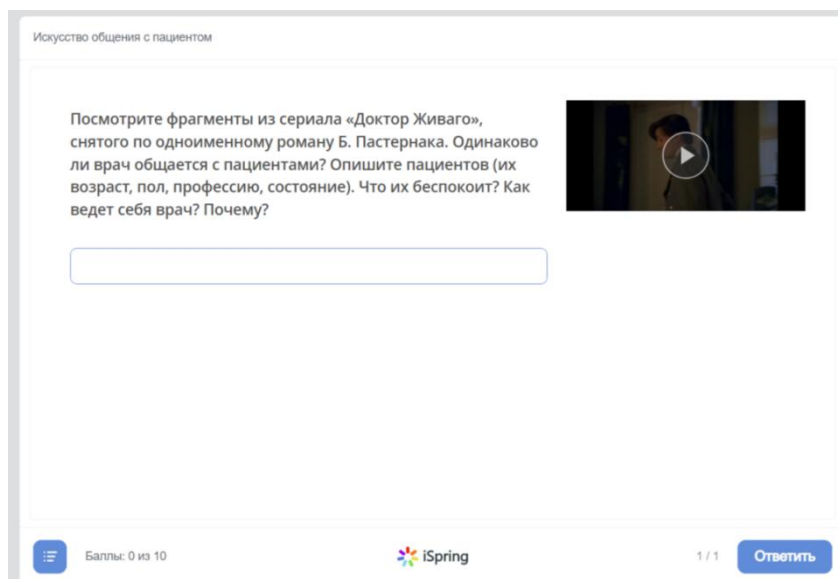 Искусство общения с пациентом
Посмотрите фрагменты из сериала «Доктор Живаго»,
снятого по одноименному роману Б. Пастернака. Одинаково
ли врач общается с пациентами? Опишите пациентов (их
возраст, пол, профессию, состояние). Что их беспокоит? Как
ведет себя врач? Почему?
Баллы: 0 из 10
iSpring
1 / 1
Ответить